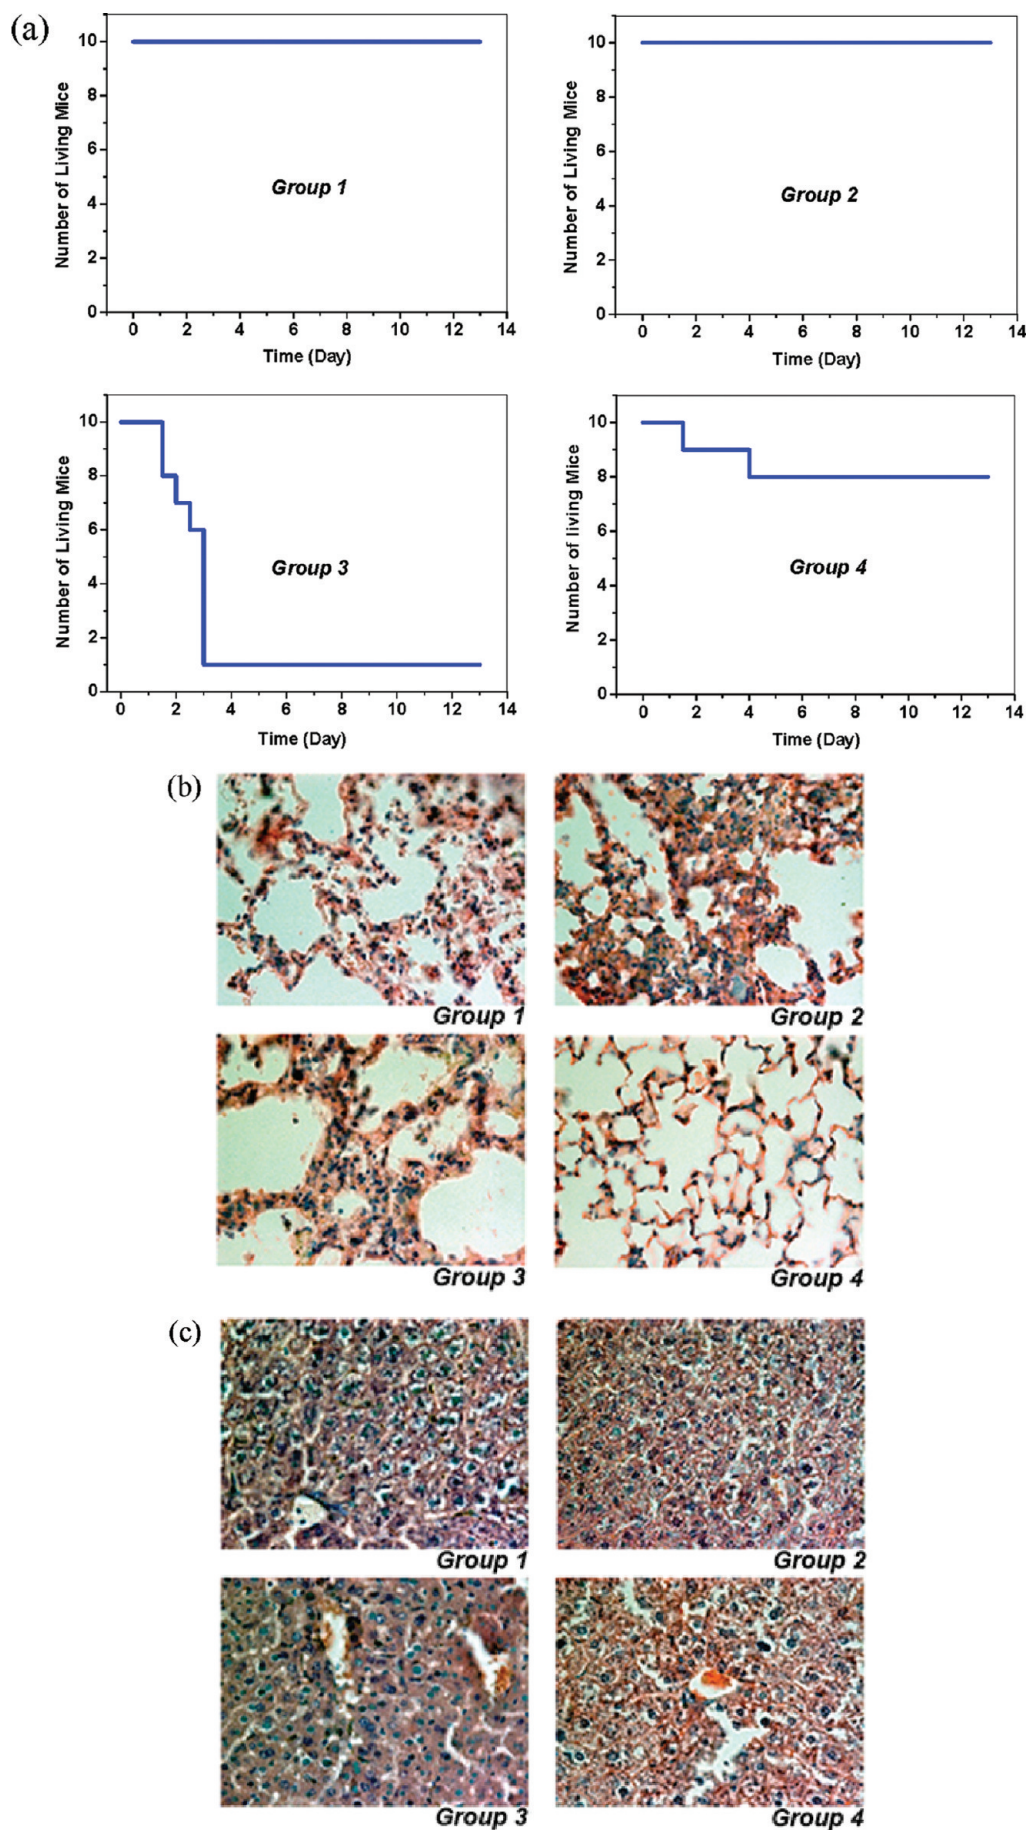 (a)
10
8
6
4
2
0
Number of Living Mice
Group 1
0 2 4 6 8 10 12 14
Time (Day)
10
8
6
4
2
0
Number of Living Mice
Group 2
0 2 4 6 8 10 12 14
Time (Day)
10
8
6
4
2
0
Number of Living Mice
Group 3
0 2 4 6 8 10 12 14
Time (Day)
10
8
6
4
2
0
Number of living Mice
Group 4
0 2 4 6 8 10 12 14
Time (Day)
(b)
Group 1
Group 2
Group 3
Group 4
(c)
Group 1
Group 2
Group 3
Group 4